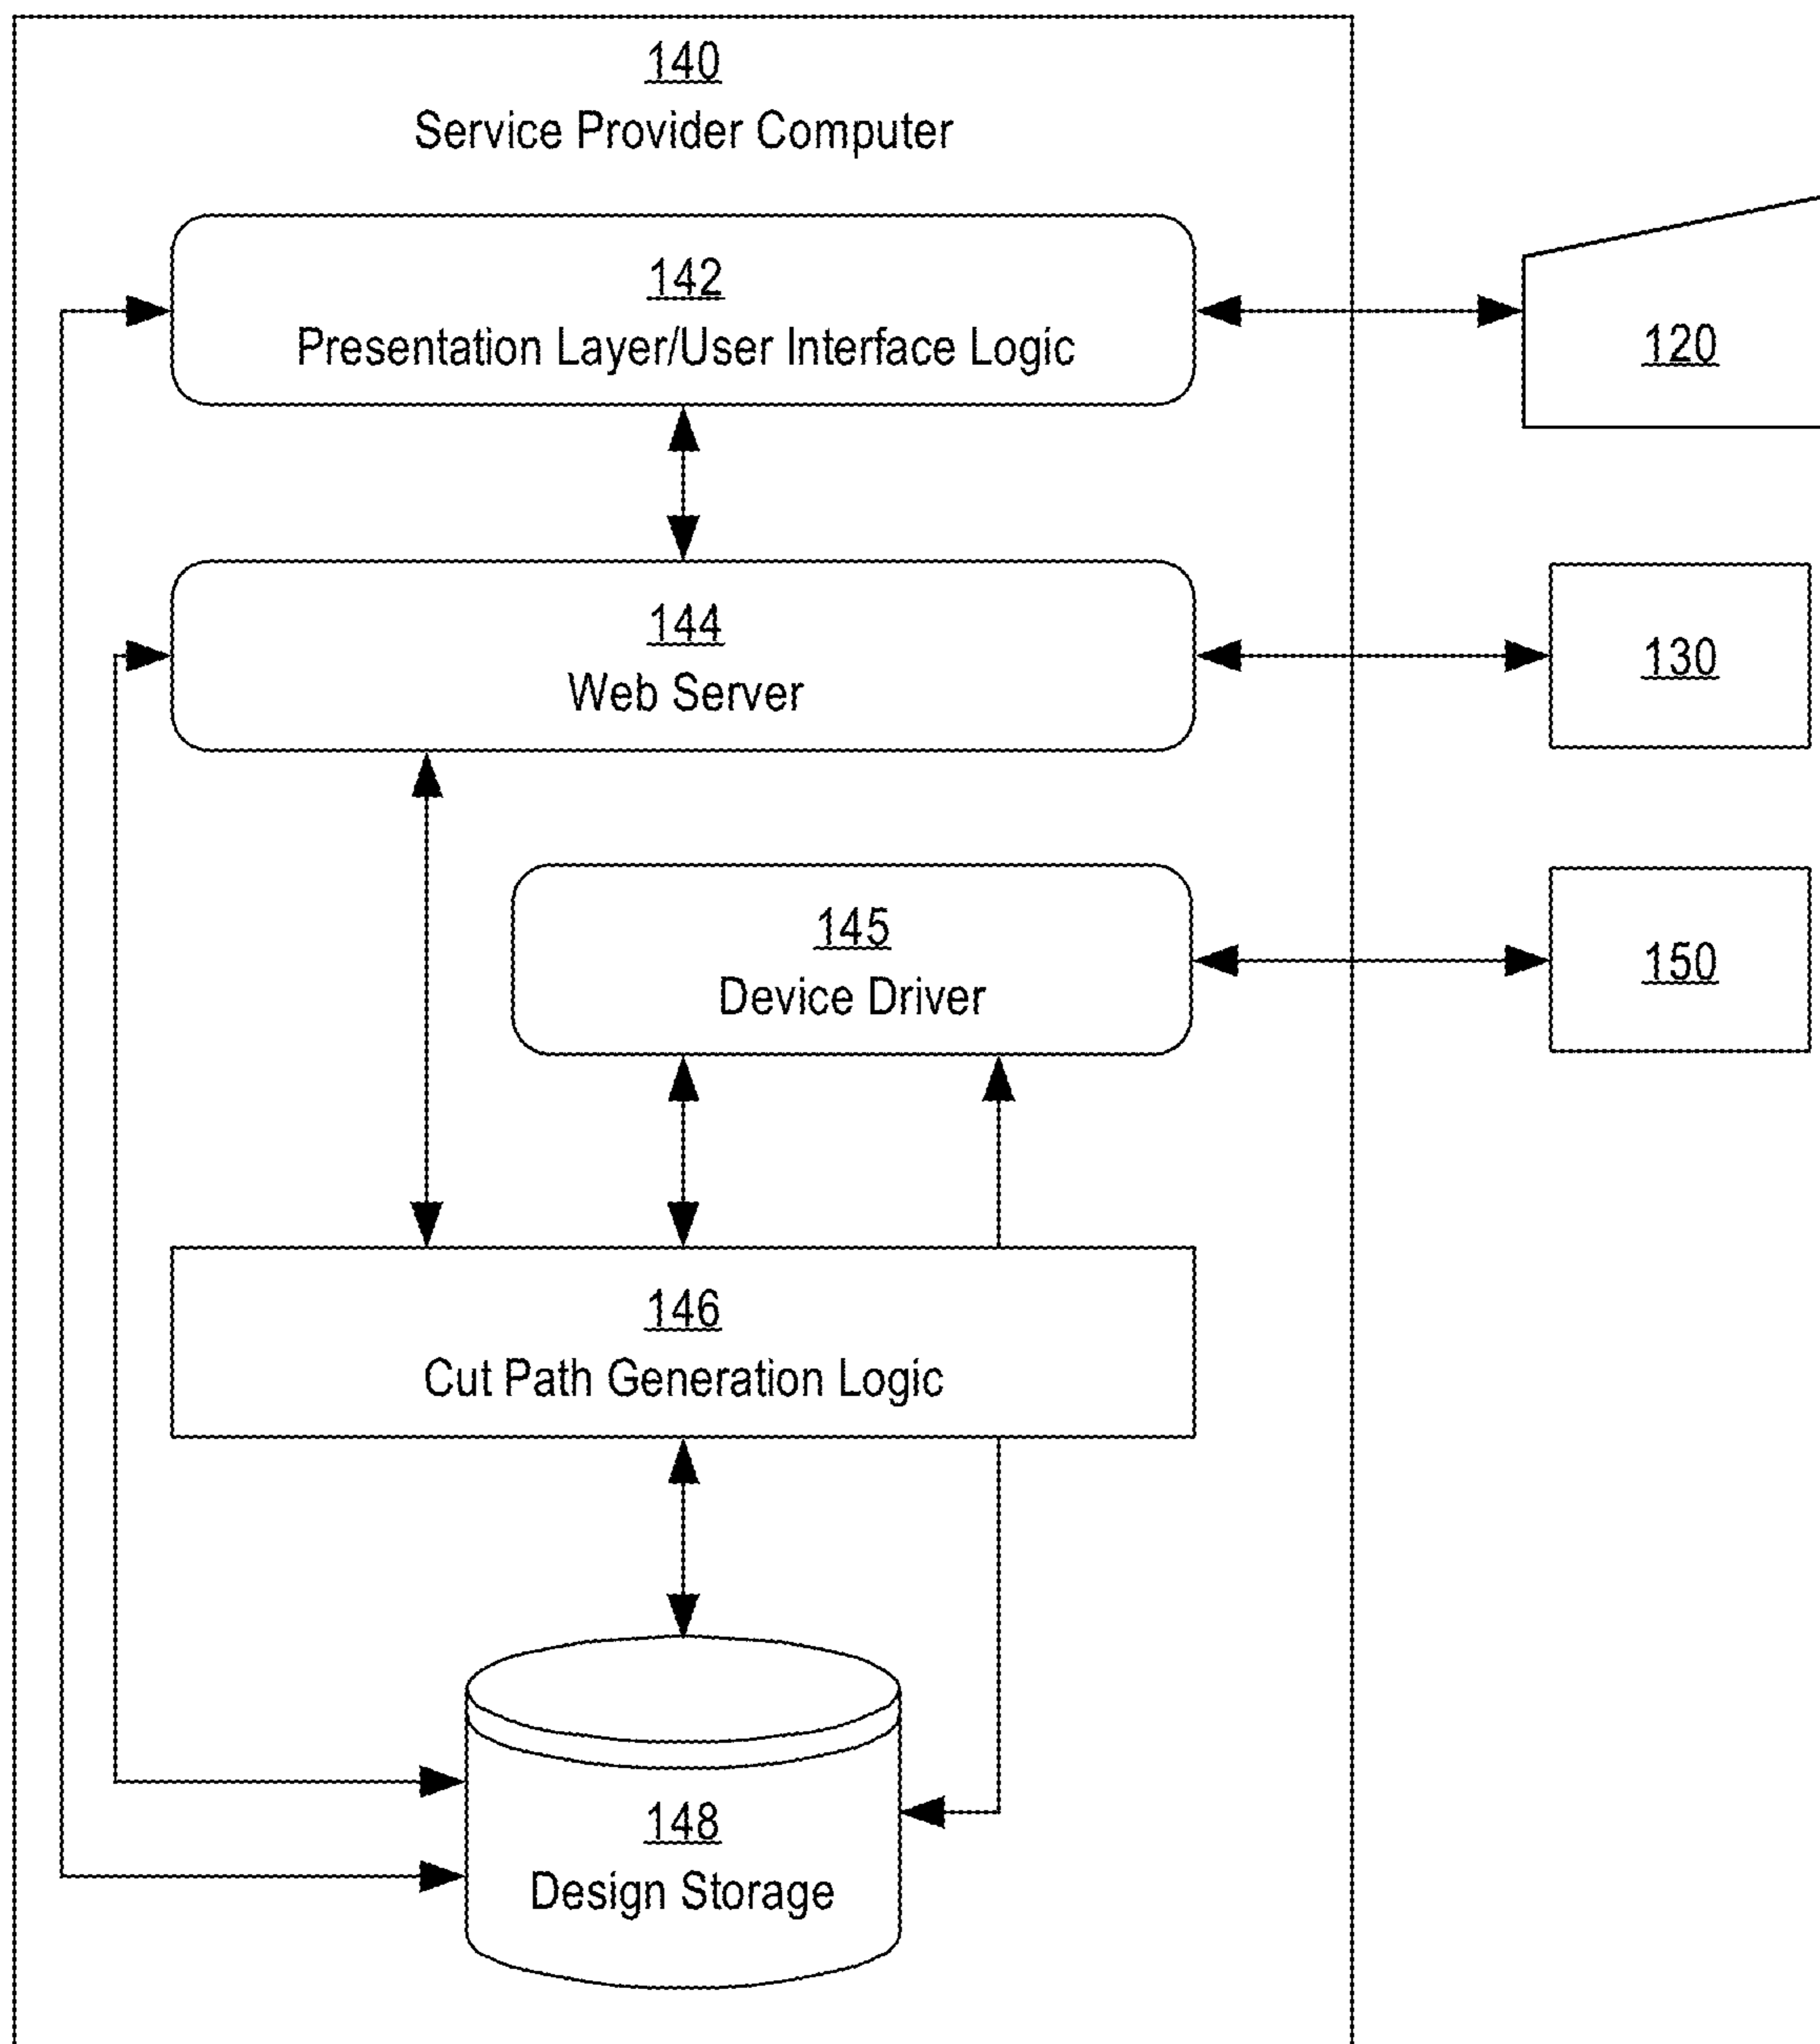 140
Service Provider Computer
142
Presentation Layer/User Interface Logic
120
144
Web Server
130
145
Device Driver
150
146
Cut Path Generation Logic
148
Design Storage